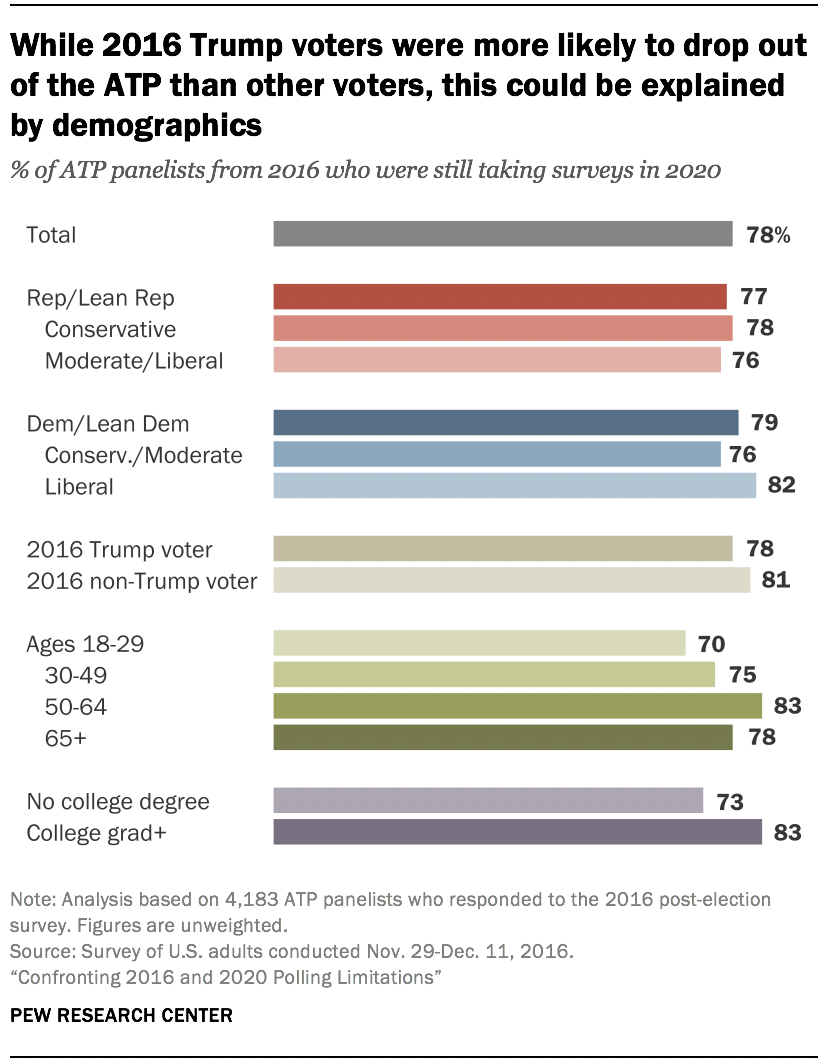 While 2016 Trump voters were more likely to drop out
of the ATP than other voters, this could be explained
by demographics
% of ATP panelists from 2016 who were still taking surveys in 2020
Total 78%
Rep/Lean Rep 77
Conservative 78
Moderate/Liberal 76
Dem/Lean Dem 79
Conserv./Moderate 76
Liberal 82
2016 Trump voter 78
2016 non-Trump voter 81
Ages 18-29 70
30-49 75
50-64 83
65+ 78
No college degree 73
College grad+ 83
Note: Analysis based on 4,183 ATP panelists who responded to the 2016 post-election
survey. Figures are unweighted.
Source: Survey of U.S. adults conducted Nov. 29-Dec. 11, 2016.
“Confronting 2016 and 2020 Polling Limitations”
PEW RESEARCH CENTER